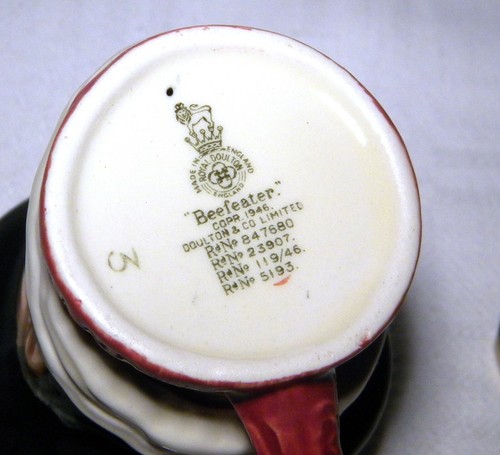 MADE IN ENGLAND
ROYAL DOULTON
ENGLAND
"Beefeater".
COPR. 1946.
DOULTON & CO LIMITED
Rd No 847680
Rd No 23907.
Rd No 119/46.
Rd No 5193.